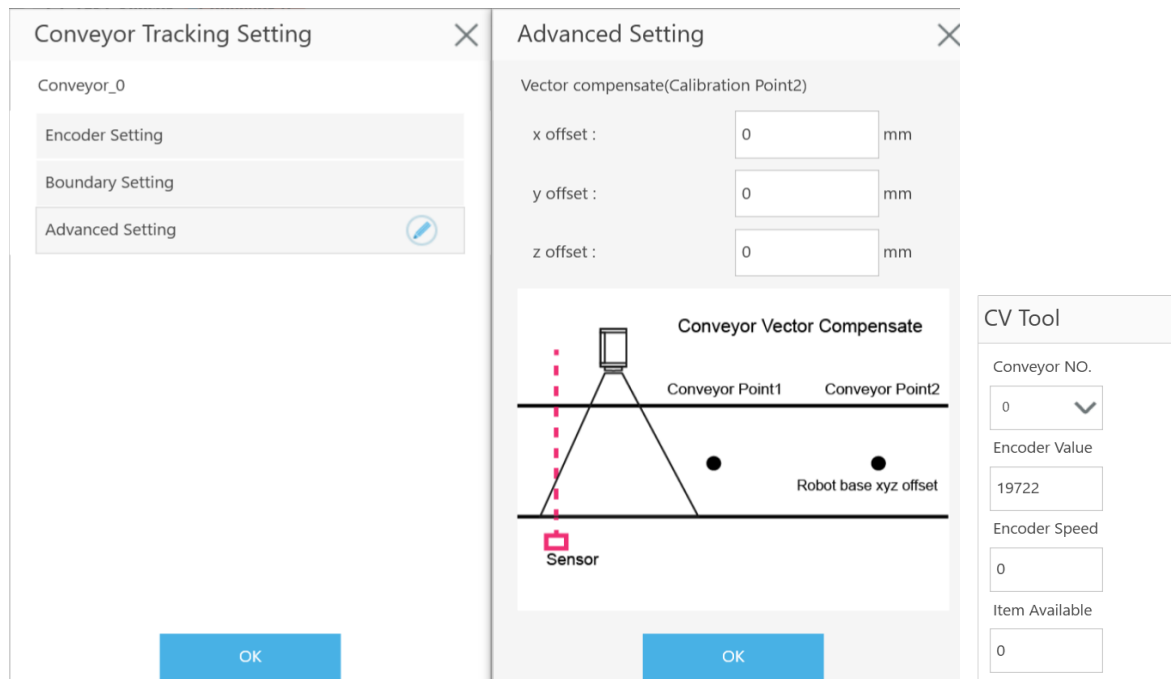 Conveyor Tracking Setting
Conveyor_0
Encoder Setting
Boundary Setting
Advanced Setting
OK
Advanced Setting
Vector compensate(Calibration Point2)
x offset : 0 mm
y offset : 0 mm
z offset : 0 mm
Conveyor Vector Compensate
Conveyor Point1 Conveyor Point2
Robot base xyz offset
Sensor
OK
CV Tool
Conveyor NO.
0
Encoder Value
19722
Encoder Speed
0
Item Available
0